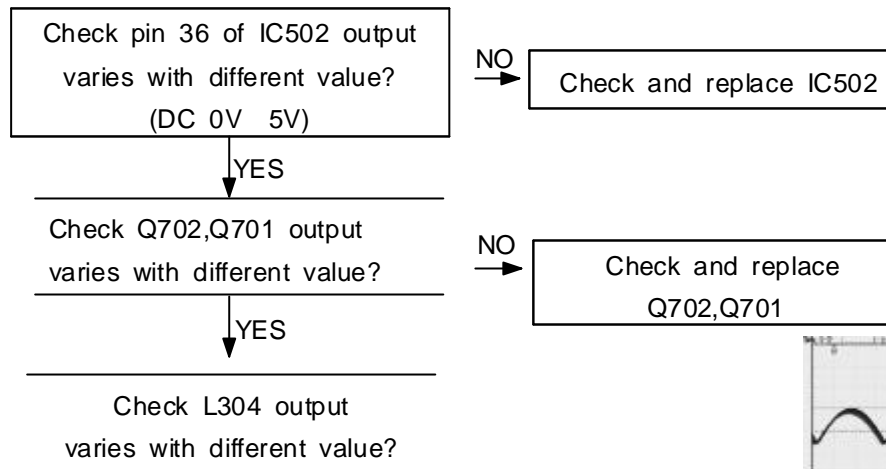 Check pin 36 of IC502 output
varies with different value?
(DC 0V 5V)
NO
Check and replace IC502
YES
Check Q702,Q701 output
varies with different value?
NO
Check and replace
Q702,Q701
YES
Check L304 output
varies with different value?